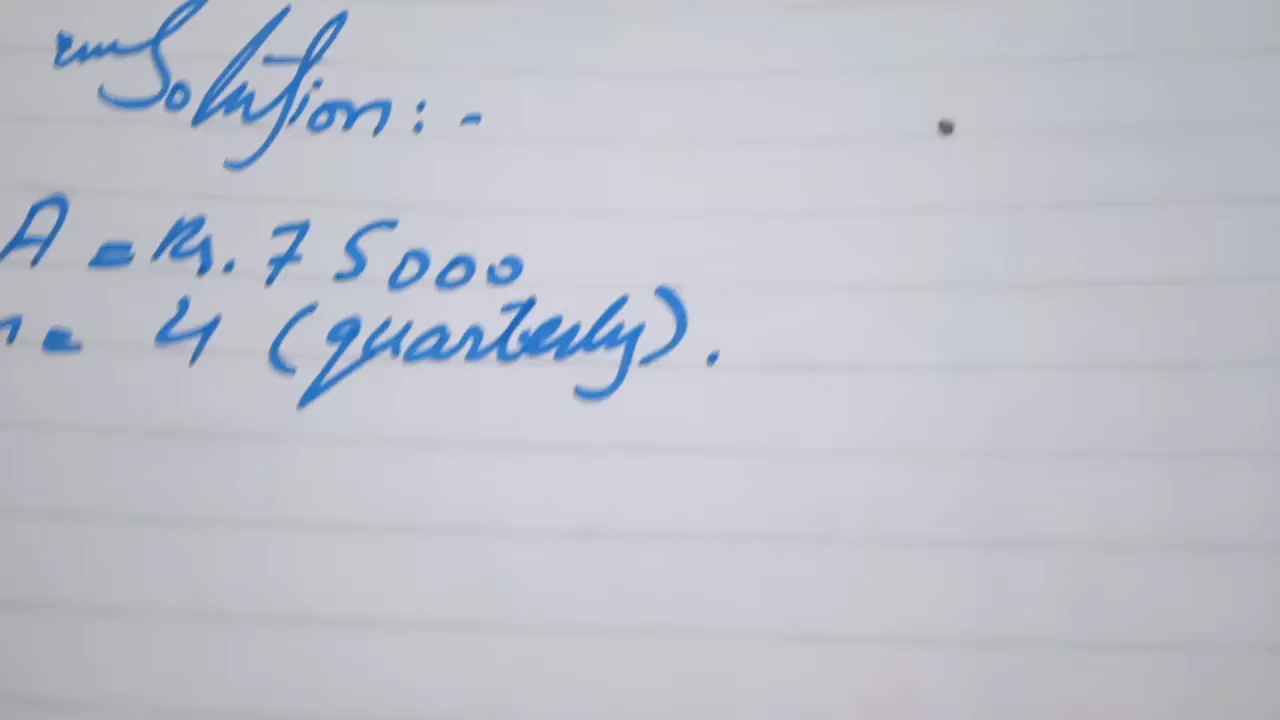 Solution:-
A = Rs. 75000
n = 4 (quarterly).